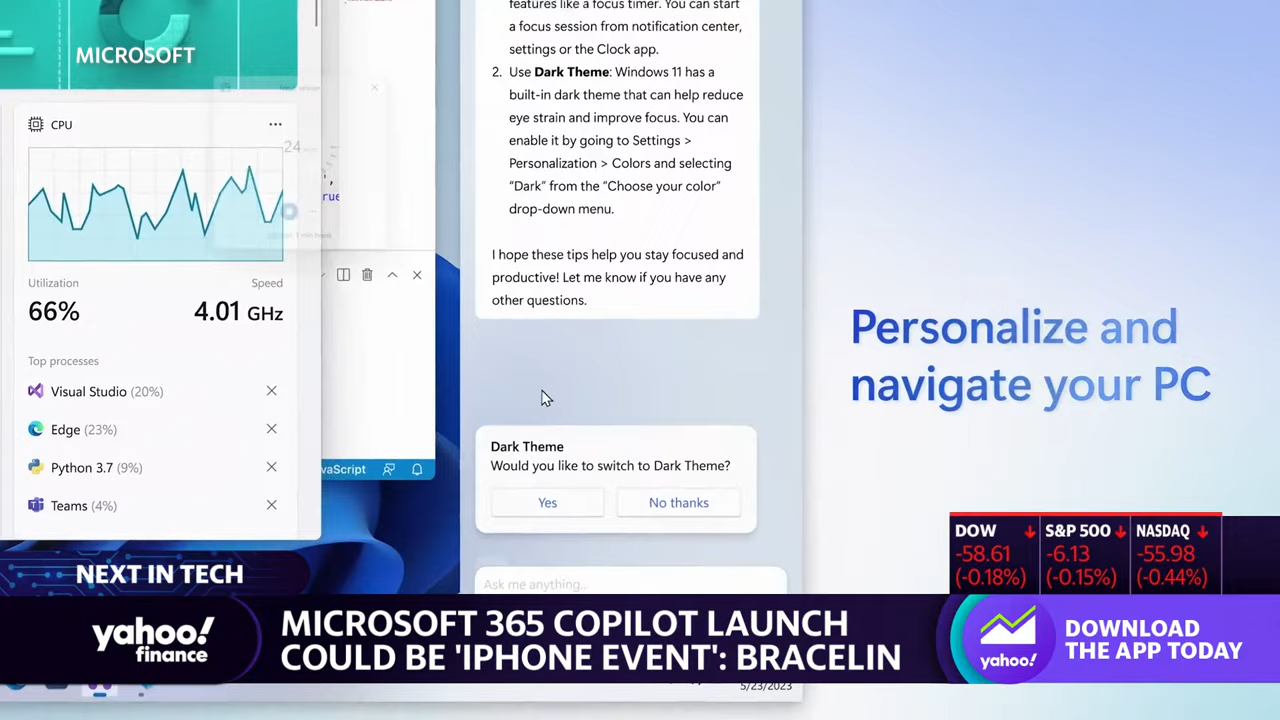 MICROSOFT
CPU
24
Utilization
Speed
66%
4.01 GHz
Top processes
Visual Studio (20%)
Edge (23%)
Python 3.7 (9%)
Teams (4%)
rue
vaScript
features like a focus timer. You can start
a focus session from notification center,
settings or the Clock app.
2. Use Dark Theme: Windows 11 has a
built-in dark theme that can help reduce
eye strain and improve focus. You can
enable it by going to Settings >
Personalization > Colors and selecting
“Dark” from the “Choose your color”
drop-down menu.
I hope these tips help you stay focused and
productive! Let me know if you have any
other questions.
Dark Theme
Would you like to switch to Dark Theme?
Yes
No thanks
Ask me anything...
Personalize and
navigate your PC
DOW
-58.61
(-0.18%)
S&P 500
-6.13
(-0.15%)
NASDAQ
-55.98
(-0.44%)
NEXT IN TECH
yahoo!
finance
MICROSOFT 365 COPILOT LAUNCH
COULD BE 'IPHONE EVENT': BRACELIN
yahoo!
DOWNLOAD
THE APP TODAY
5/23/2023